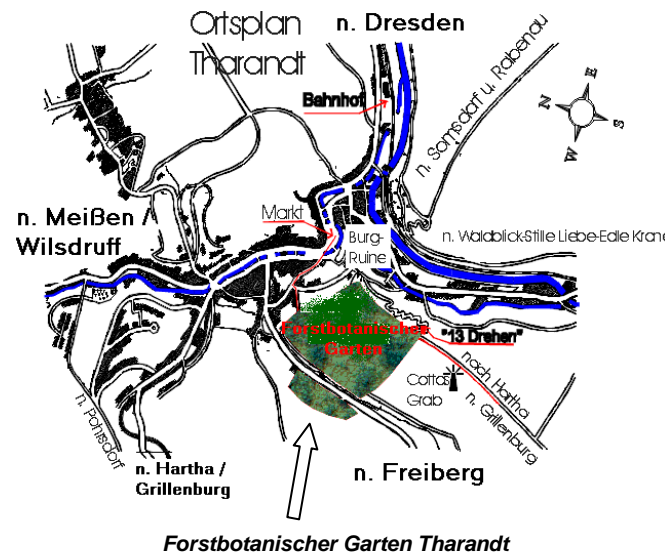 Ortsplan
Tharandt
n. Dresden
Bahnhof
n. Somsdorf u. Rabenau
N
E
W
S
n. Meißen /
Wilsdruff
Markt
Burg-
Ruine
n. Waldblick-Stille Liebe-Edle Krane
Forstbotanischer
Garten
"13 Drehen"
nach Hartha
n. Grillenburg
Cottas
Grab
n. Pohrsdorf
n. Hartha /
Grillenburg
n. Freiberg
Forstbotanischer Garten Tharandt